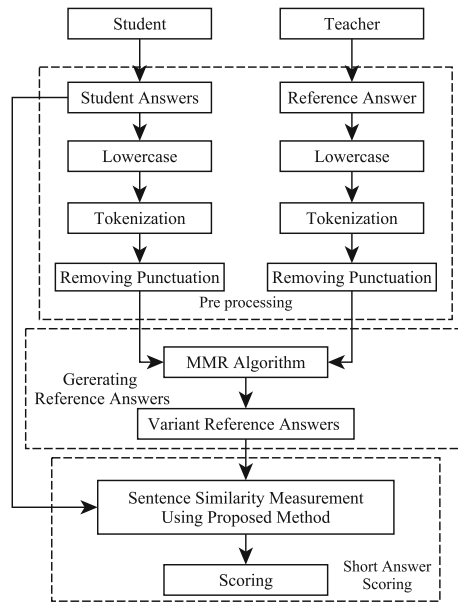 Student
Teacher
Student Answers
Reference Answer
Lowercase
Lowercase
Tokenization
Tokenization
Removing Punctuation
Removing Punctuation
Pre processing
MMR Algorithm
Gererating
Reference Answers
Variant Reference Answers
Sentence Similarity Measurement
Using Proposed Method
Short Answer
Scoring
Scoring